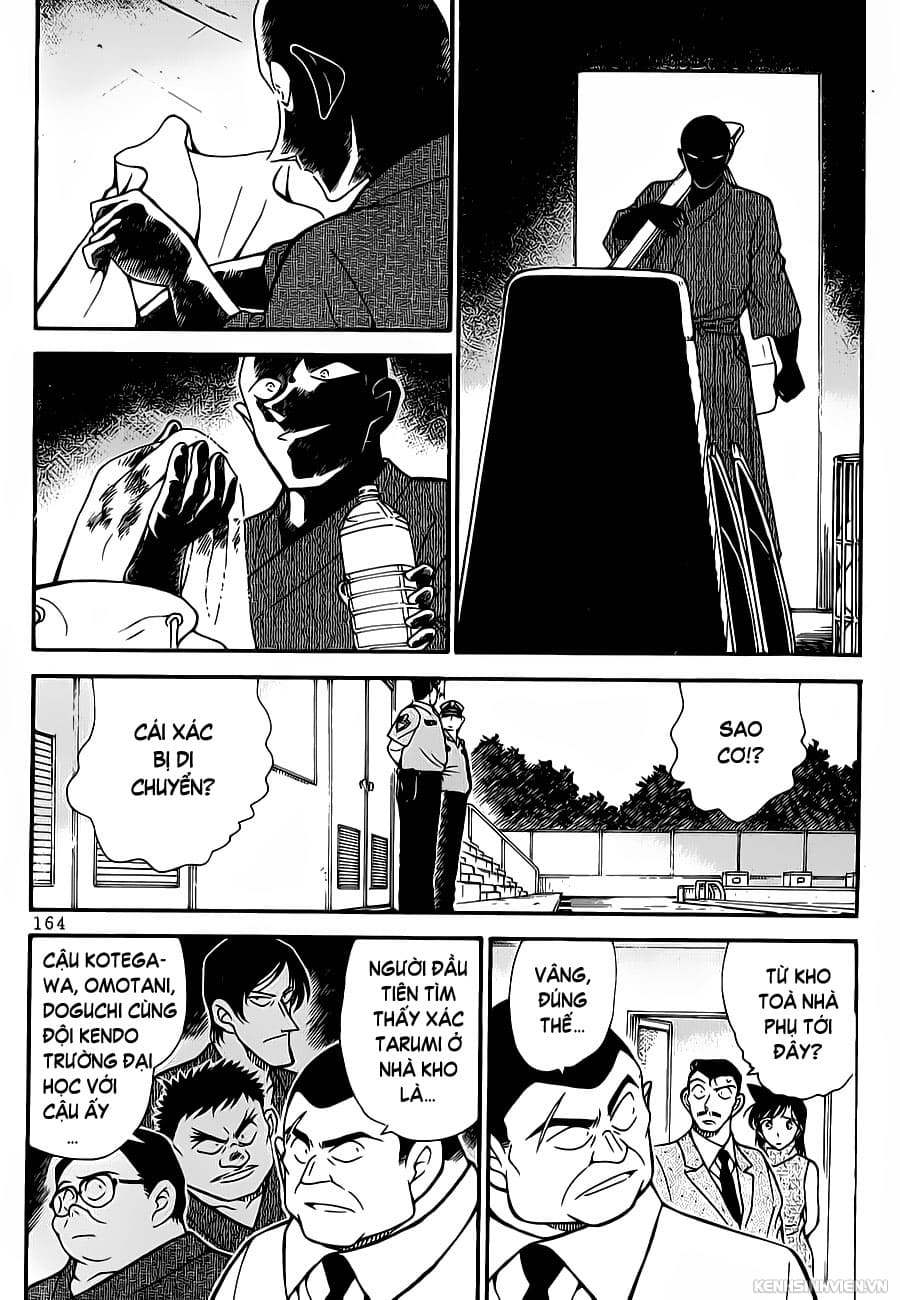 SAO
CƠ!?
CÁI XÁC
BỊ DI
CHUYỂN?
164
TỪ KHO
TOÀ NHÀ
PHỤ TỚI
ĐÂY?
VÂNG,
ĐÚNG
THẾ...
NGƯỜI ĐẦU
TIÊN TÌM
THẤY XÁC
TARUMI Ở
NHÀ KHO
LÀ...
CẬU KOTEGA-
WA, OMOTANI,
DOGUCHI CÙNG
ĐỘI KENDO
TRƯỜNG ĐẠI
HỌC VỚI
CẬU ẤY
...
KENHSINHVIEN.VN